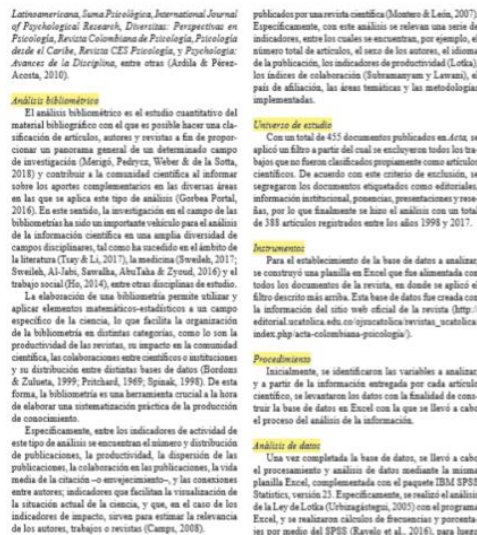 Latinoamericana, Suma Psicológica, International Journal
of Psychological Research, Diversitas: Perspectivas en
Psicología, Revista Colombiana de Psicología, Psicología
desde el Caribe, Revista CES Psicología, y Psychologia:
Avances de la Disciplina, entre otras (Ardila & Pérez-
Acosta, 2010).
Análisis bibliométrico
El análisis bibliométrico es el estudio cuantitativo del
material bibliográfico con el que es posible hacer una cla-
sificación de artículos, autores y revistas a fin de propor-
cionar un panorama general de un determinado campo
de investigación (Merigó, Pedrycz, Weber & de la Sotta,
2018) y contribuir a la comunidad científica al informar
sobre los aportes complementarios en las diversas áreas
en las que se aplica este tipo de análisis (Gorbea Portal,
2016). En este sentido, la investigación en el campo de las
bibliometrías ha sido un importante vehículo para el análisis
de la información científica en una amplia diversidad de
campos disciplinares, tal como ha sucedido en el ámbito de
la literatura (Tsay & Li, 2017), la medicina (Sweileh, 2017;
Sweileh, Al-Jabi, Sawalha, AbuTaha & Zyoud, 2016) y el
trabajo social (Ho, 2014), entre otras disciplinas de estudio.
La elaboración de una bibliometría permite utilizar y
aplicar elementos matemáticos-estadísticos a un campo
específico de la ciencia, lo que facilita la organización
de la bibliometría en distintas categorías, como lo son la
productividad de las revistas, su impacto en la comunidad
científica, las colaboraciones entre científicos o instituciones
y su distribución entre distintas bases de datos (Bordons
& Zulueta, 1999; Pritchard, 1969; Spinak, 1998). De esta
forma, la bibliometría es una herramienta crucial a la hora
de elaborar una sistematización práctica de la producción
de conocimiento.
Específicamente, entre los indicadores de actividad de
este tipo de análisis se encuentran el número y distribución
de publicaciones, la productividad, la dispersión de las
publicaciones, la colaboración en las publicaciones, la vida
media de la citación –o envejecimiento–, y las conexiones
entre autores; indicadores que facilitan la visualización de
la situación actual de la ciencia, y que, en el caso de los
indicadores de impacto, sirven para estimar la relevancia
de los autores, trabajos o revistas (Camps, 2008).
publicados por una revista científica (Montero & León, 2007).
Específicamente, con este análisis se relevan una serie de
indicadores, entre los cuales se encuentran, por ejemplo, el
número total de artículos, el sexo de los autores, el idioma
de la publicación, los indicadores de productividad (Lotka),
los índices de colaboración (Subramanyam y Lawani), el
país de afiliación, las áreas temáticas y las metodologías
implementadas.
Universo de estudio
Con un total de 455 documentos publicados en Acta, se
aplicó un filtro a partir del cual se excluyeron todos los tra-
bajos que no fueron clasificados propiamente como artículos
científicos. De acuerdo con este criterio de exclusión, se
segregaron los documentos etiquetados como editoriales,
información institucional, ponencias, presentaciones y rese-
ñas, por lo que finalmente se hizo el análisis con un total
de 388 artículos registrados entre los años 1998 y 2017.
Instrumentos
Para el establecimiento de la base de datos a analizar,
se construyó una planilla en Excel que fue alimentada con
todos los documentos de la revista, en donde se aplicó el
filtro descrito más arriba. Esta base de datos fue creada con
la información del sitio web oficial de la revista (http:/
editorial.ucatolica.edu.co/ojsucatolica/revistas_ucatolica
index.php/acta-colombiana-psicologia/).
Procedimiento
Inicialmente, se identificaron las variables a analizar,
y a partir de la información entregada por cada artículo
científico, se levantaron los datos con la finalidad de cons-
truir la base de datos en Excel con la que se llevó a cabo
el proceso del análisis de la información.
Análisis de datos
Una vez completada la base de datos, se llevó a cabo
el procesamiento y análisis de datos mediante la misma
planilla Excel, complementada con el paquete IBM SPSS
Statistics, versión 23. Específicamente, se realizó el análisis
de la Ley de Lotka (Urbizagástegui, 2005) con el programa
Excel, y se realizaron cálculos de frecuencias y porcenta-
jes por medio del SPSS (Ravelo et al., 2016), para luego